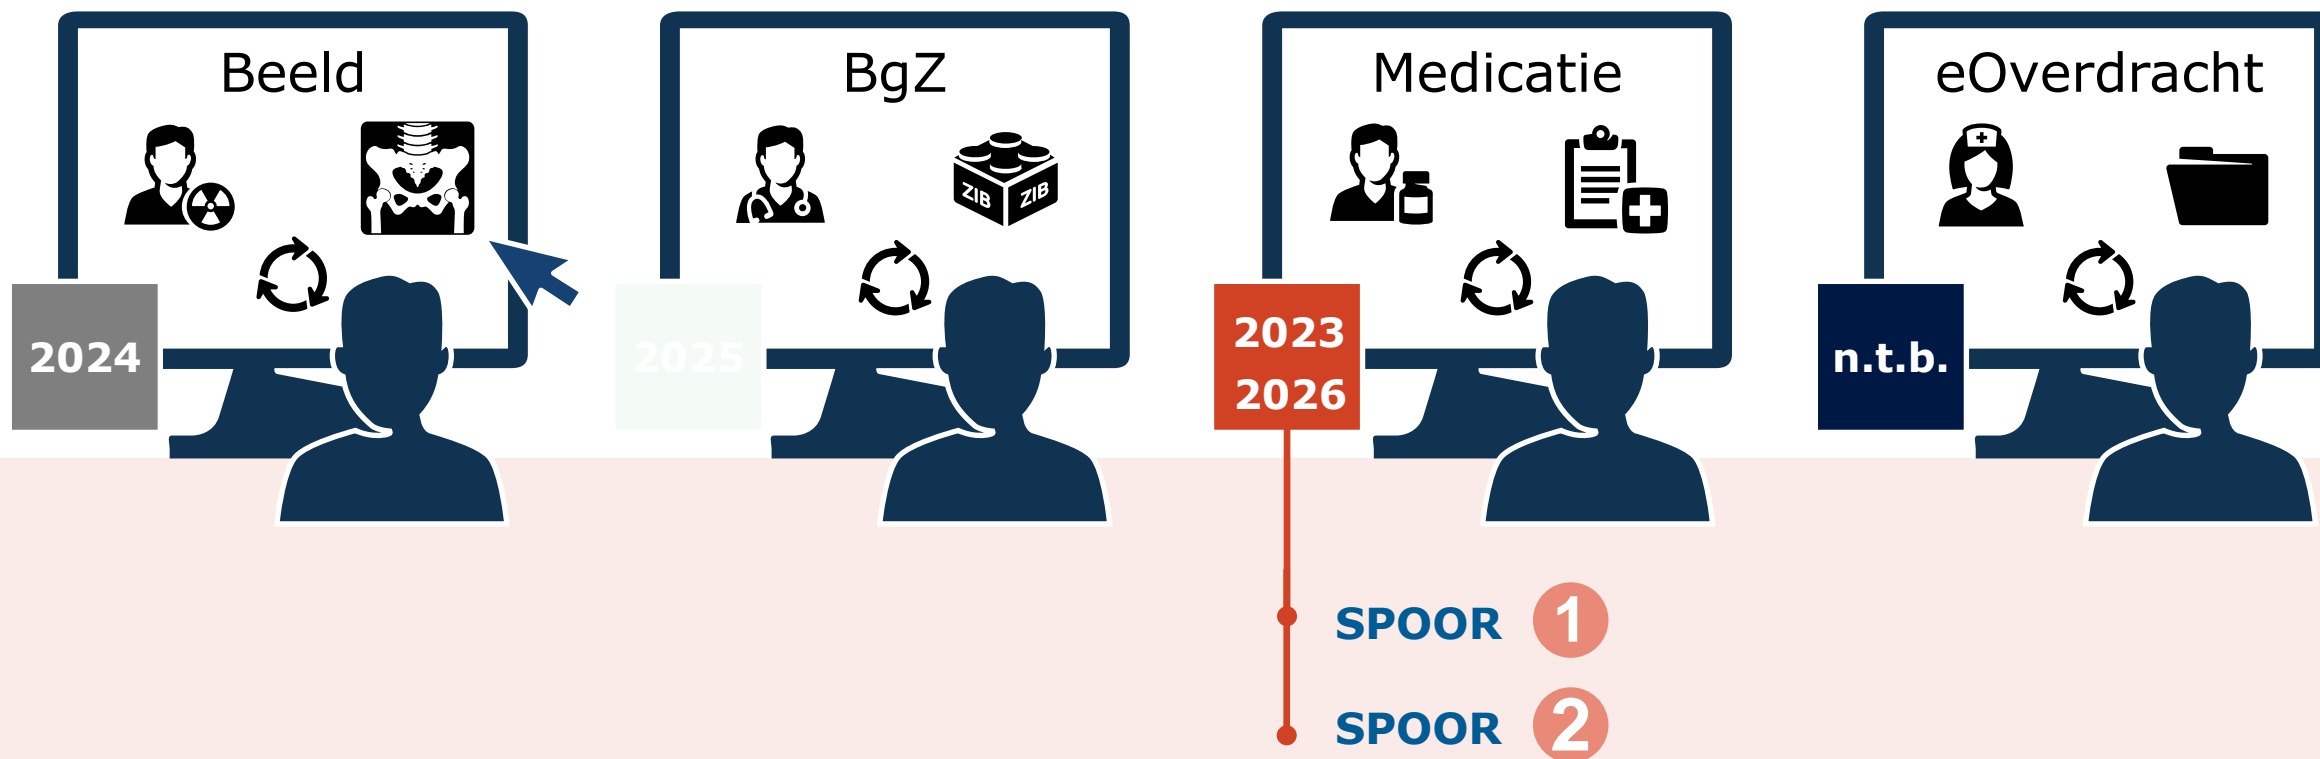 Beeld
BgZ
Medicatie
eOverdracht
ZIB ZIB
2024
2025
2023
2026
n.t.b.
SPOOR 1
SPOOR 2